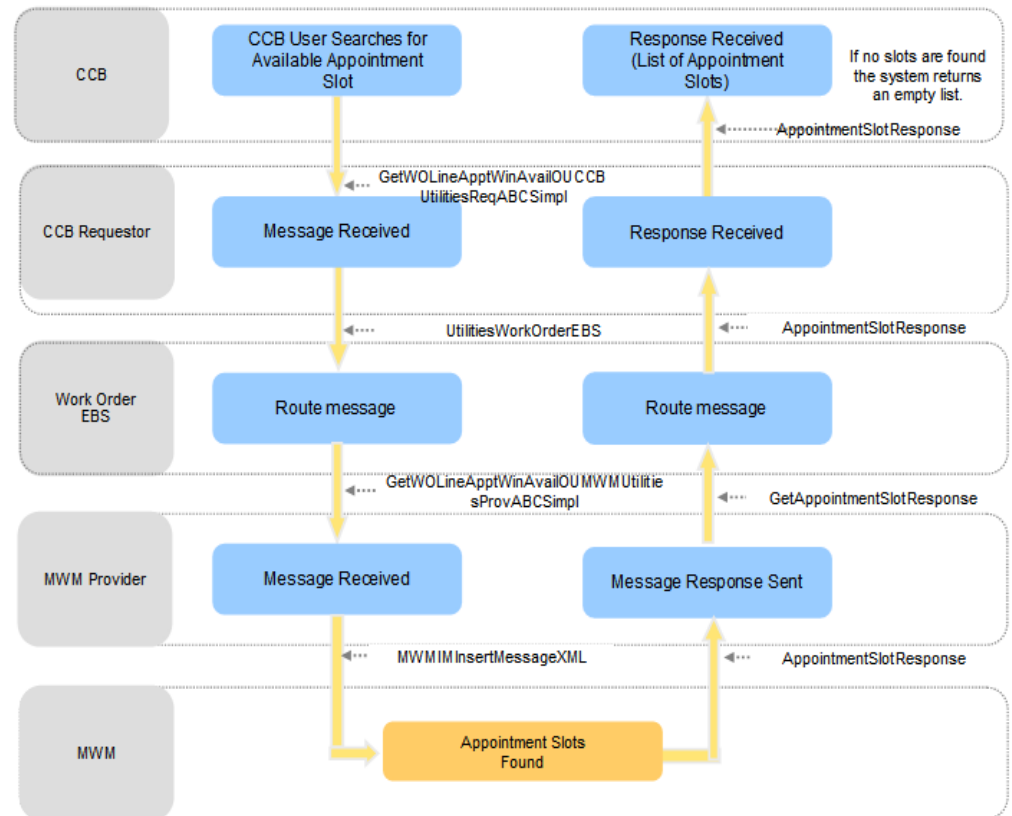 CCB
CCB User Searches for
Available Appointment
Slot
Response Received
(List of Appointment
Slots)
If no slots are found
the system returns
an empty list.
AppointmentSlotResponse
GetWOLineApptWinAvailOUCCB
UtilitiesReqABCSimpl
CCB Requestor
Message Received
Response Received
UtilitiesWorkOrderEBS
AppointmentSlotResponse
Work Order
EBS
Route message
Route message
GetWOLineApptWinAvailOUMWMUtilitie
sProvABCSimpl
GetAppointmentSlotResponse
MWM Provider
Message Received
Message Response Sent
MWMIMInsertMessageXML
AppointmentSlotResponse
MWM
Appointment Slots
Found